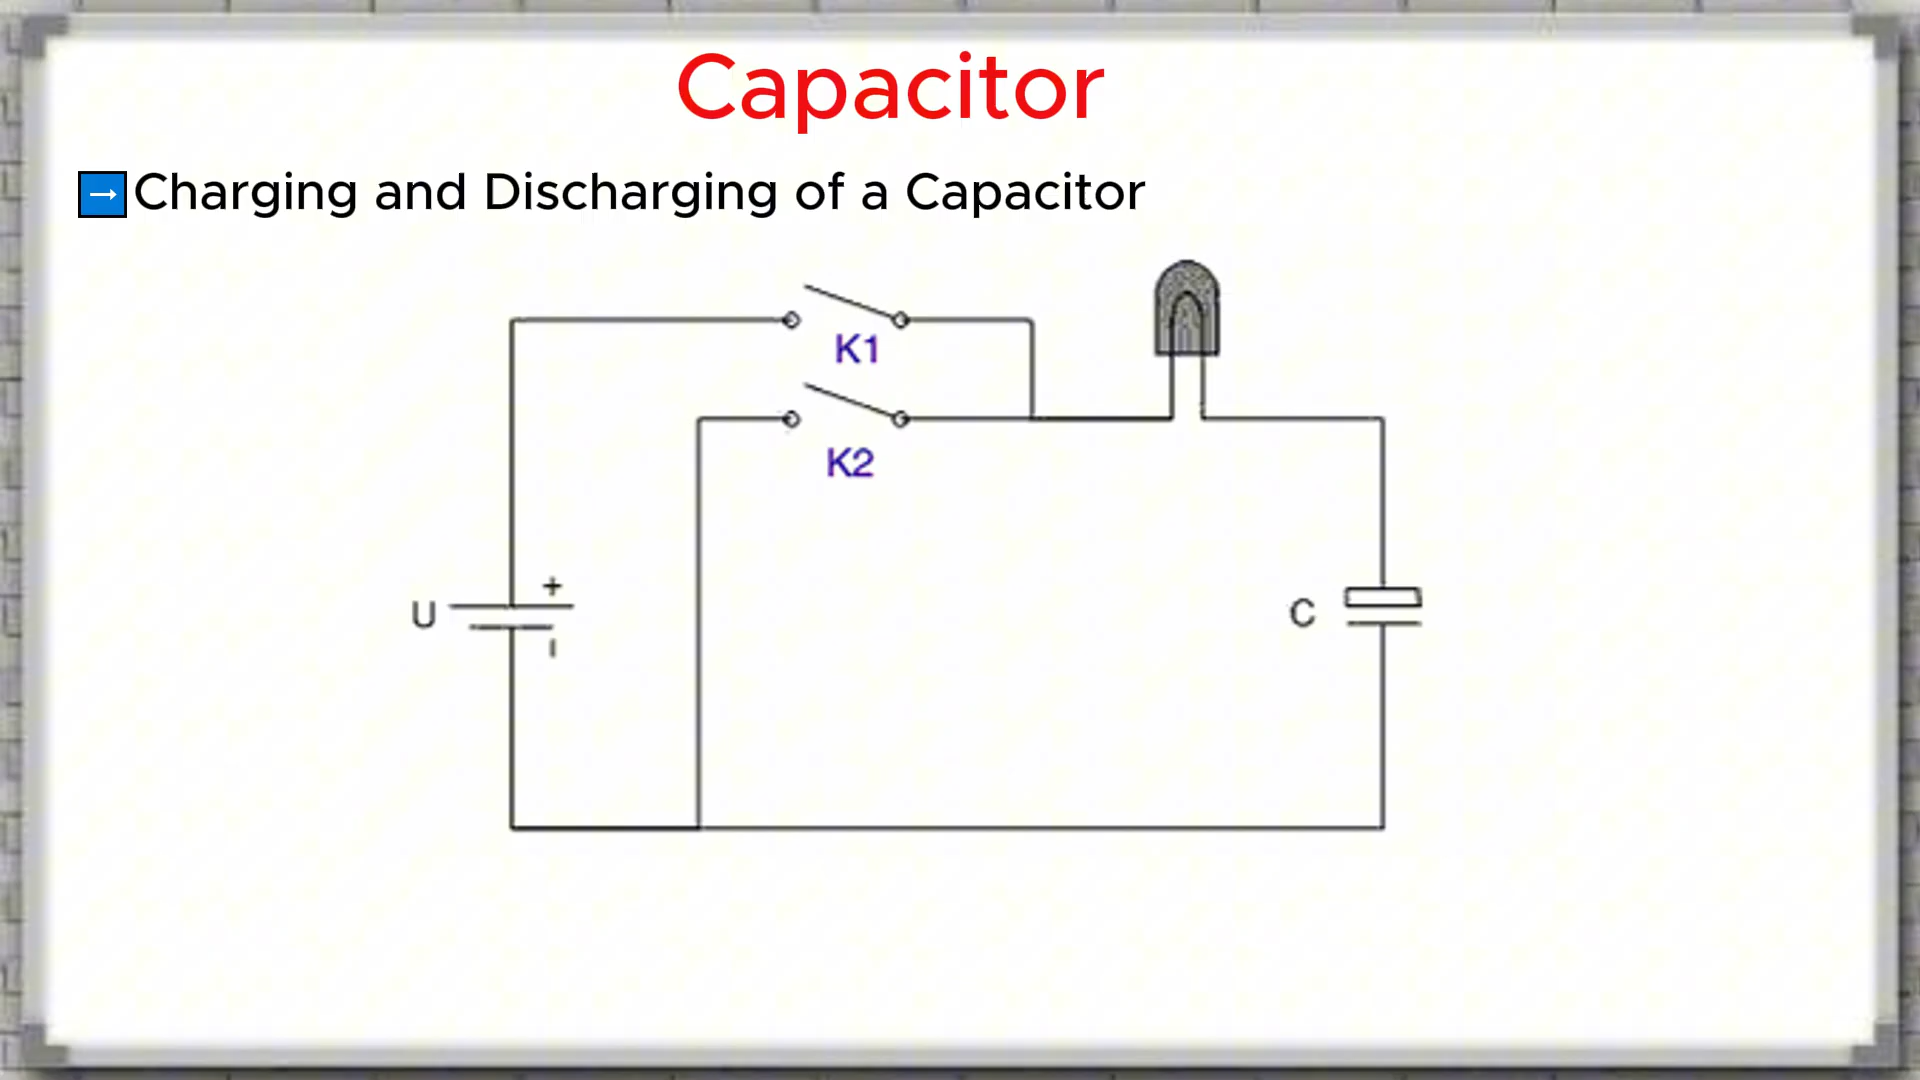 Capacitor
→ Charging and Discharging of a Capacitor
K1
K2
+
U
-
C